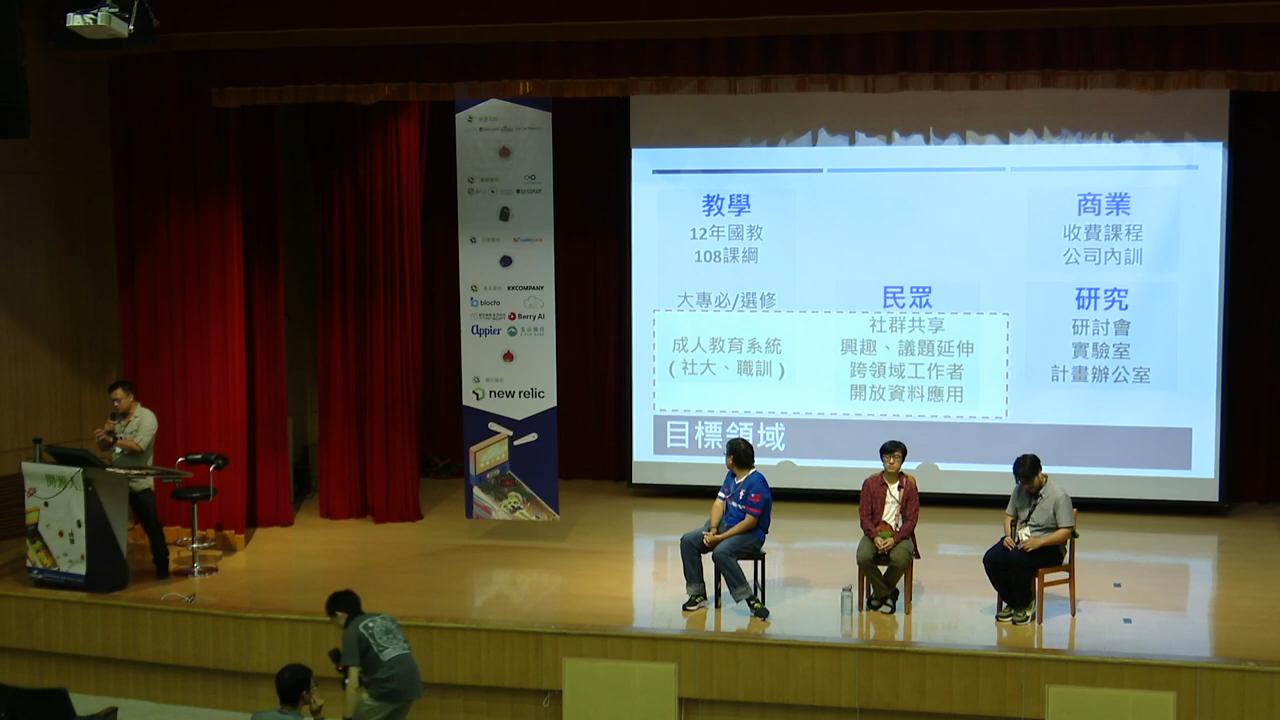 KKCOMPANY
blocto
Berry AI
Appier
玉山銀行
new relic
教學
12年國教
108課綱
大專必/選修
成人教育系統
(社大、職訓)
民眾
社群共享
興趣、議題延伸
跨領域工作者
開放資料應用
商業
收費課程
公司內訓
研究
研討會
實驗室
計畫辦公室
目標領域